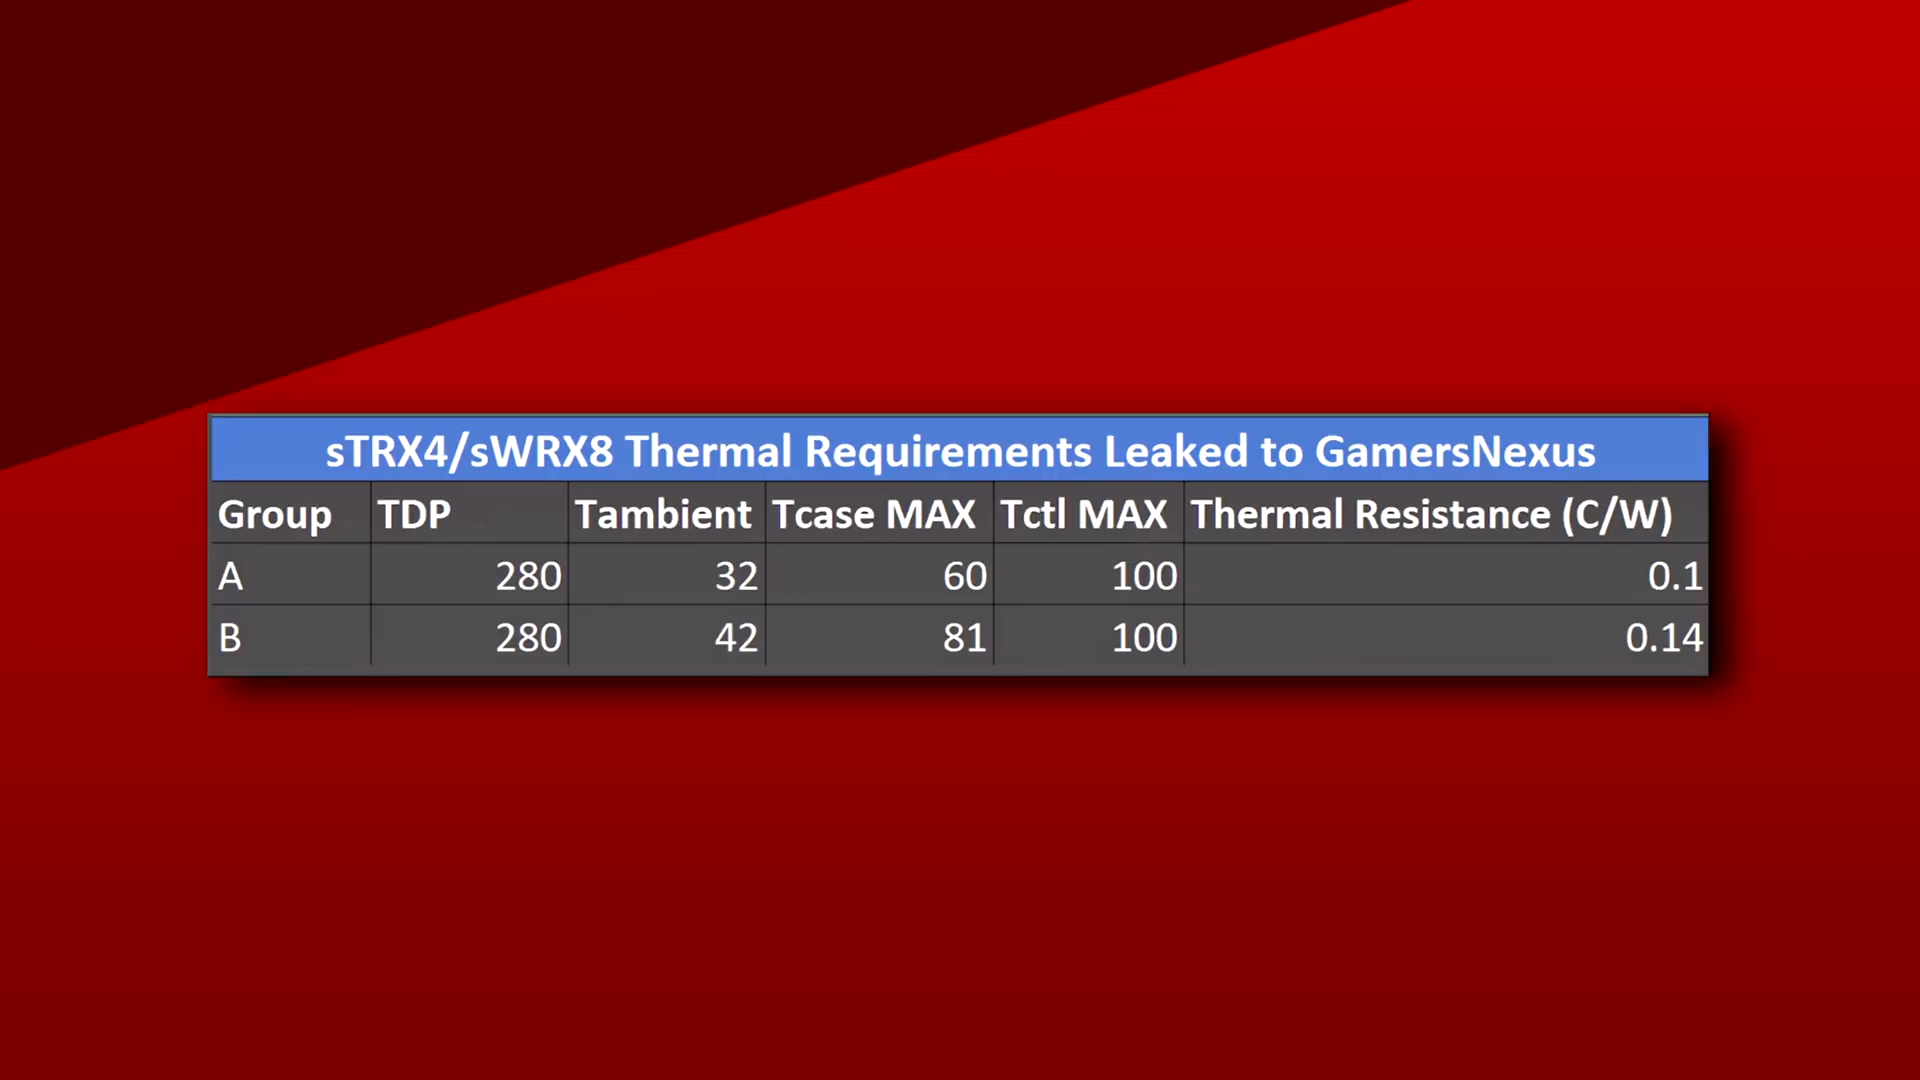 sTRX4/sWRX8 Thermal Requirements Leaked to GamersNexus
Group TDP Tambient Tcase MAX Tctl MAX Thermal Resistance (C/W)
A 280 32 60 100 0.1
B 280 42 81 100 0.14